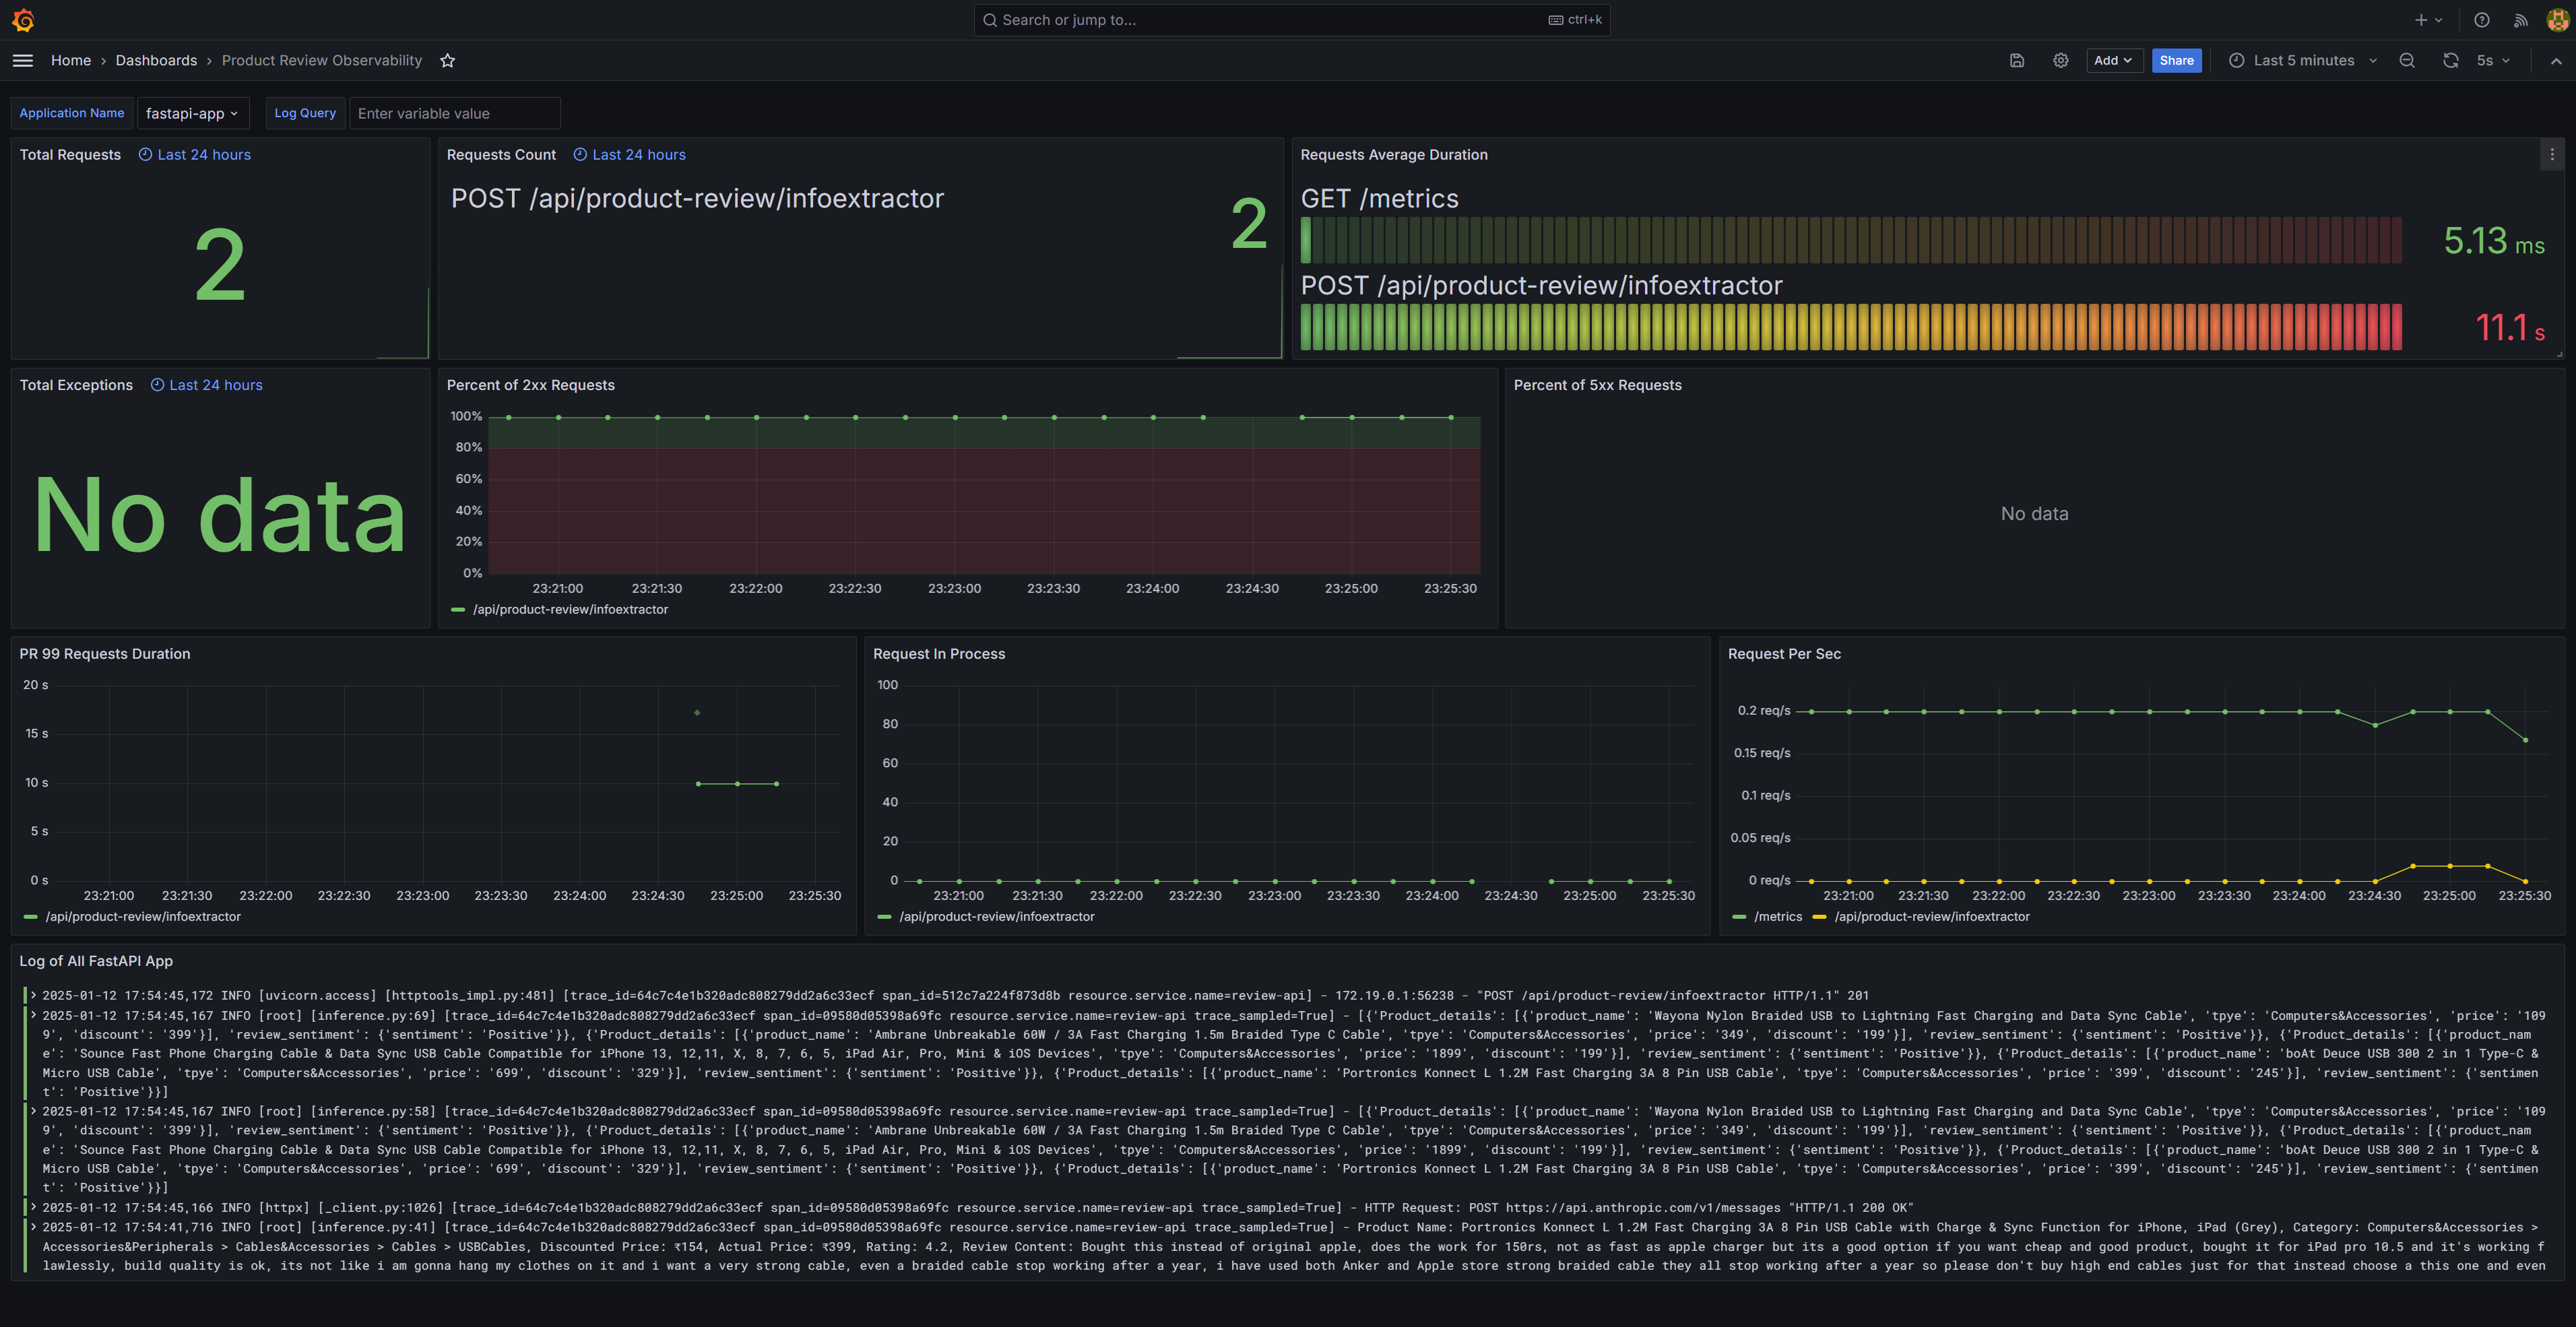 Search or jump to...
ctrl+k
Home › Dashboards › Product Review Observability
Add
Share
Last 5 minutes
5s
Application Name
fastapi-app
Log Query
Enter variable value
Total Requests
Last 24 hours
2
Requests Count
Last 24 hours
POST /api/product-review/infoextractor
2
Requests Average Duration
GET /metrics
5.13 ms
POST /api/product-review/infoextractor
11.1 s
Total Exceptions
Last 24 hours
No data
Percent of 2xx Requests
100%
80%
60%
40%
20%
0%
23:21:00 23:21:30 23:22:00 23:22:30 23:23:00 23:23:30 23:24:00 23:24:30 23:25:00 23:25:30
/api/product-review/infoextractor
Percent of 5xx Requests
No data
PR 99 Requests Duration
20 s
15 s
10 s
5 s
0 s
23:21:00 23:21:30 23:22:00 23:22:30 23:23:00 23:23:30 23:24:00 23:24:30 23:25:00 23:25:30
/api/product-review/infoextractor
Request In Process
100
80
60
40
20
0
23:21:00 23:21:30 23:22:00 23:22:30 23:23:00 23:23:30 23:24:00 23:24:30 23:25:00 23:25:30
/api/product-review/infoextractor
Request Per Sec
0.2 req/s
0.15 req/s
0.1 req/s
0.05 req/s
0 req/s
23:21:00 23:21:30 23:22:00 23:22:30 23:23:00 23:23:30 23:24:00 23:24:30 23:25:00 23:25:30
/metrics /api/product-review/infoextractor
Log of All FastAPI App
2025-01-12 17:54:45,172 INFO [uvicorn.access] [httptools_impl.py:481] [trace_id=64c7c4e1b320adc808279dd2a6c33ecf span_id=512c7a224f873d8b resource.service.name=review-api] - 172.19.0.1:56238 - "POST /api/product-review/infoextractor HTTP/1.1" 201
2025-01-12 17:54:45,167 INFO [root] [inference.py:69] [trace_id=64c7c4e1b320adc808279dd2a6c33ecf span_id=09580d05398a69fc resource.service.name=review-api trace_sampled=True] - [{'Product_details': [{'product_name': 'Wayona Nylon Braided USB to Lightning Fast Charging and Data Sync Cable', 'tpye': 'Computers&Accessories', 'price': '109
9', 'discount': '399'}], 'review_sentiment': {'sentiment': 'Positive'}}, {'Product_details': [{'product_name': 'Ambrane Unbreakable 60W / 3A Fast Charging 1.5m Braided Type C Cable', 'tpye': 'Computers&Accessories', 'price': '349', 'discount': '199'}], 'review_sentiment': {'sentiment': 'Positive'}}, {'Product_details': [{'product_nam
e': 'Sounce Fast Phone Charging Cable & Data Sync USB Cable Compatible for iPhone 13, 12,11, X, 8, 7, 6, 5, iPad Air, Pro, Mini & iOS Devices', 'tpye': 'Computers&Accessories', 'price': '1899', 'discount': '199'}], 'review_sentiment': {'sentiment': 'Positive'}}, {'Product_details': [{'product_name': 'boAt Deuce USB 300 2 in 1 Type-C &
Micro USB Cable', 'tpye': 'Computers&Accessories', 'price': '699', 'discount': '329'}], 'review_sentiment': {'sentiment': 'Positive'}}, {'Product_details': [{'product_name': 'Portronics Konnect L 1.2M Fast Charging 3A 8 Pin USB Cable', 'tpye': 'Computers&Accessories', 'price': '399', 'discount': '245'}], 'review_sentiment': {'sentimen
t': 'Positive'}}]
2025-01-12 17:54:45,167 INFO [root] [inference.py:58] [trace_id=64c7c4e1b320adc808279dd2a6c33ecf span_id=09580d05398a69fc resource.service.name=review-api trace_sampled=True] - [{'Product_details': [{'product_name': 'Wayona Nylon Braided USB to Lightning Fast Charging and Data Sync Cable', 'tpye': 'Computers&Accessories', 'price': '109
9', 'discount': '399'}], 'review_sentiment': {'sentiment': 'Positive'}}, {'Product_details': [{'product_name': 'Ambrane Unbreakable 60W / 3A Fast Charging 1.5m Braided Type C Cable', 'tpye': 'Computers&Accessories', 'price': '349', 'discount': '199'}], 'review_sentiment': {'sentiment': 'Positive'}}, {'Product_details': [{'product_nam
e': 'Sounce Fast Phone Charging Cable & Data Sync USB Cable Compatible for iPhone 13, 12,11, X, 8, 7, 6, 5, iPad Air, Pro, Mini & iOS Devices', 'tpye': 'Computers&Accessories', 'price': '1899', 'discount': '199'}], 'review_sentiment': {'sentiment': 'Positive'}}, {'Product_details': [{'product_name': 'boAt Deuce USB 300 2 in 1 Type-C &
Micro USB Cable', 'tpye': 'Computers&Accessories', 'price': '699', 'discount': '329'}], 'review_sentiment': {'sentiment': 'Positive'}}, {'Product_details': [{'product_name': 'Portronics Konnect L 1.2M Fast Charging 3A 8 Pin USB Cable', 'tpye': 'Computers&Accessories', 'price': '399', 'discount': '245'}], 'review_sentiment': {'sentimen
t': 'Positive'}}]
2025-01-12 17:54:45,166 INFO [httpx] [_client.py:1026] [trace_id=64c7c4e1b320adc808279dd2a6c33ecf span_id=09580d05398a69fc resource.service.name=review-api trace_sampled=True] - HTTP Request: POST https://api.anthropic.com/v1/messages "HTTP/1.1 200 OK"
2025-01-12 17:54:41,716 INFO [root] [inference.py:41] [trace_id=64c7c4e1b320adc808279dd2a6c33ecf span_id=09580d05398a69fc resource.service.name=review-api trace_sampled=True] - Product Name: Portronics Konnect L 1.2M Fast Charging 3A 8 Pin USB Cable with Charge & Sync Function for iPhone, iPad (Grey), Category: Computers&Accessories >
Accessories&Peripherals > Cables&Accessories > Cables > USBCables, Discounted Price: ₹154, Actual Price: ₹399, Rating: 4.2, Review Content: Bought this instead of original apple, does the work for 150rs, not as fast as apple charger but its a good option if you want cheap and good product, bought it for iPad pro 10.5 and it's working f
lawlessly, build quality is ok, its not like i am gonna hang my clothes on it and i want a very strong cable, even a braided cable stop working after a year, i have used both Anker and Apple store strong braided cable they all stop working after a year so please don't buy high end cables just for that instead choose a this one and even